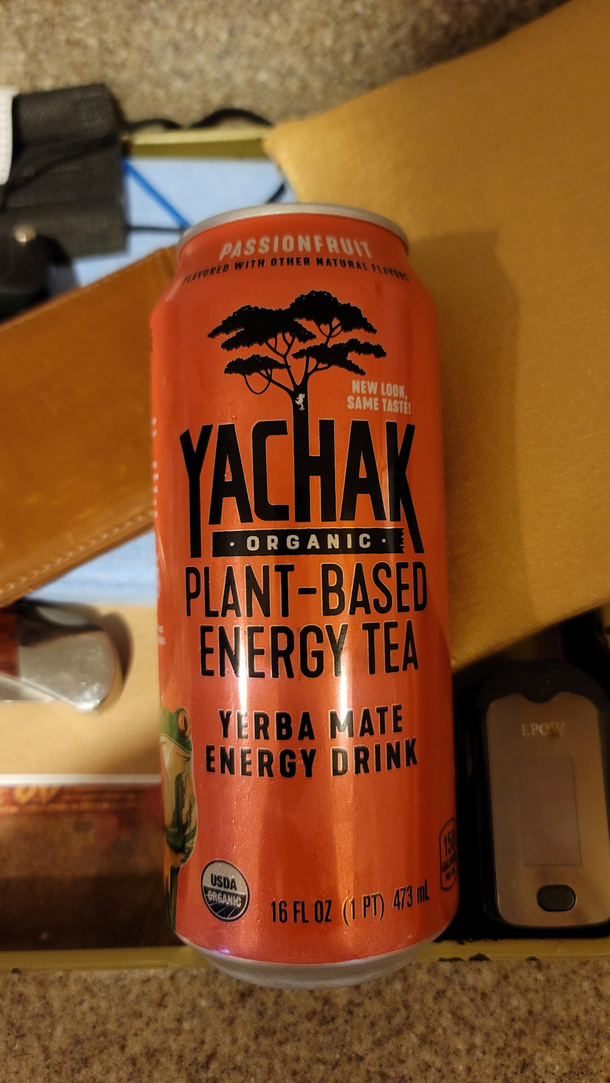 PASSIONFRUIT
FLAVORED WITH OTHER NATURAL FLAVORS
NEW LOOK,
SAME TASTE!
YACHAK
· ORGANIC ·
PLANT-BASED
ENERGY TEA
YERBA MATE
ENERGY DRINK
LPOW
150
USDA
ORGANIC
16 FL OZ (1 PT) 473 mL